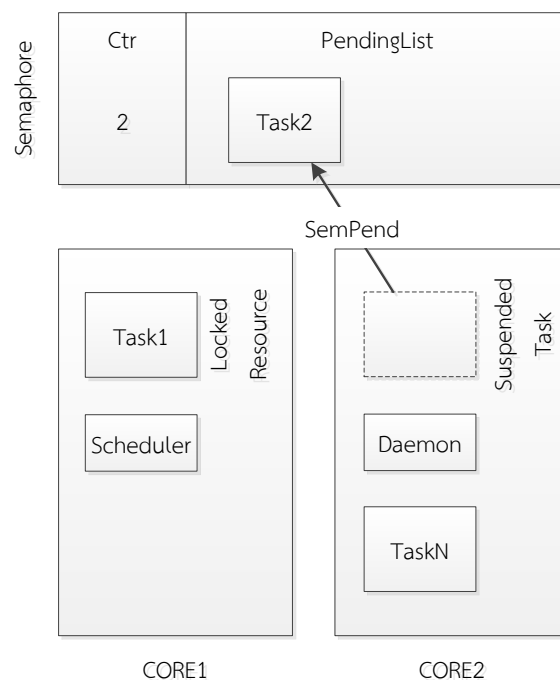 Semaphore
Ctr
PendingList
2
Task2
SemPend
Task1
Locked
Resource
Scheduler
Suspended
Task
Daemon
TaskN
CORE1
CORE2